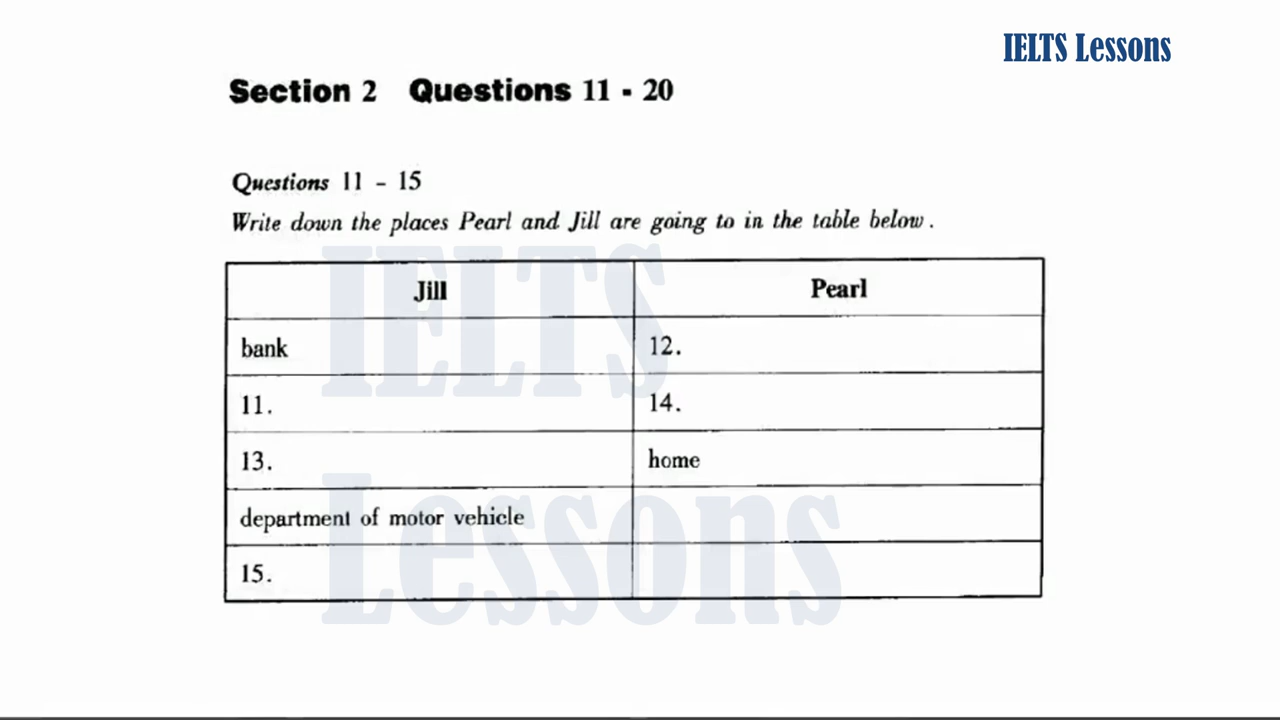 IELTS Lessons
Section 2 Questions 11 - 20
Questions 11 - 15
Write down the places Pearl and Jill are going to in the table below.
Jill Pearl
bank 12.
11. 14.
13. home
department of motor vehicle
15.
IELTS
Lessons